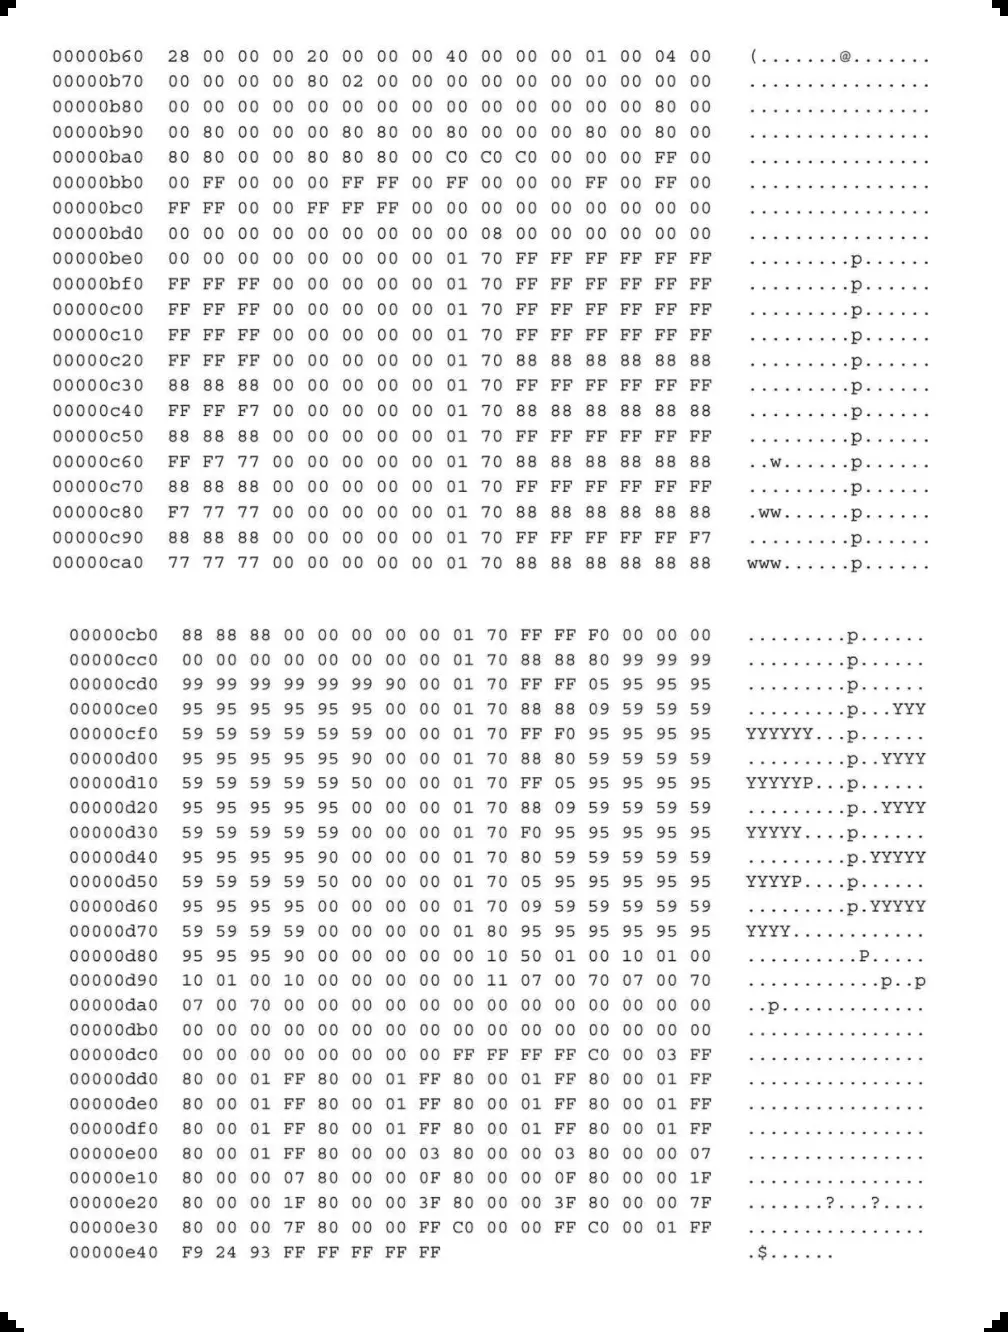 00000b60 28 00 00 00 20 00 00 00 40 00 00 00 01 00 04 00 (.......@.......
00000b70 00 00 00 00 80 02 00 00 00 00 00 00 00 00 00 00 ................
00000b80 00 00 00 00 00 00 00 00 00 00 00 00 00 00 80 00 ................
00000b90 00 80 00 00 00 80 80 00 80 00 00 00 80 00 80 00 ................
00000ba0 80 80 00 00 80 80 80 00 C0 C0 C0 00 00 00 FF 00 ................
00000bb0 00 FF 00 00 00 FF FF 00 FF 00 00 00 FF 00 FF 00 ................
00000bc0 FF FF 00 00 FF FF FF 00 00 00 00 00 00 00 00 00 ................
00000bd0 00 00 00 00 00 00 00 00 00 08 00 00 00 00 00 00 ................
00000be0 00 00 00 00 00 00 00 00 01 70 FF FF FF FF FF FF .........p......
00000bf0 FF FF FF 00 00 00 00 00 01 70 FF FF FF FF FF FF .........p......
00000c00 FF FF FF 00 00 00 00 00 01 70 FF FF FF FF FF FF .........p......
00000c10 FF FF FF 00 00 00 00 00 01 70 FF FF FF FF FF FF .........p......
00000c20 FF FF FF 00 00 00 00 00 01 70 88 88 88 88 88 88 .........p......
00000c30 88 88 88 00 00 00 00 00 01 70 FF FF FF FF FF FF .........p......
00000c40 FF FF F7 00 00 00 00 00 01 70 88 88 88 88 88 88 .........p......
00000c50 88 88 88 00 00 00 00 00 01 70 FF FF FF FF FF FF .........p......
00000c60 FF F7 77 00 00 00 00 00 01 70 88 88 88 88 88 88 ..w......p......
00000c70 88 88 88 00 00 00 00 00 01 70 FF FF FF FF FF FF .........p......
00000c80 F7 77 77 00 00 00 00 00 01 70 88 88 88 88 88 88 .ww......p......
00000c90 88 88 88 00 00 00 00 00 01 70 FF FF FF FF FF F7 .........p......
00000ca0 77 77 77 00 00 00 00 00 01 70 88 88 88 88 88 88 www......p......
00000cb0 88 88 88 00 00 00 00 00 01 70 FF FF F0 00 00 00 .........p......
00000cc0 00 00 00 00 00 00 00 00 01 70 88 88 80 99 99 99 .........p......
00000cd0 99 99 99 99 99 99 90 00 01 70 FF FF 05 95 95 95 .........p......
00000ce0 95 95 95 95 95 95 00 00 01 70 88 88 09 59 59 59 .........p...YYY
00000cf0 59 59 59 59 59 59 00 00 01 70 FF F0 95 95 95 95 YYYYYY...p......
00000d00 95 95 95 95 95 90 00 00 01 70 88 80 59 59 59 59 .........p..YYYY
00000d10 59 59 59 59 59 50 00 00 01 70 FF 05 95 95 95 95 YYYYYP...p......
00000d20 95 95 95 95 95 00 00 00 01 70 88 09 59 59 59 59 .........p..YYYY
00000d30 59 59 59 59 59 00 00 00 01 70 F0 95 95 95 95 95 YYYYY....p......
00000d40 95 95 95 95 90 00 00 00 01 70 80 59 59 59 59 59 .........p.YYYYY
00000d50 59 59 59 59 50 00 00 00 01 70 05 95 95 95 95 95 YYYYP....p......
00000d60 95 95 95 95 00 00 00 00 01 70 09 59 59 59 59 59 .........p.YYYYY
00000d70 59 59 59 59 00 00 00 00 01 80 95 95 95 95 95 95 YYYY............
00000d80 95 95 95 90 00 00 00 00 00 10 50 01 00 10 01 00 ..........P.....
00000d90 10 01 00 10 00 00 00 00 00 11 07 00 70 07 00 70 ............p..p
00000da0 07 00 70 00 00 00 00 00 00 00 00 00 00 00 00 00 ..p.............
00000db0 00 00 00 00 00 00 00 00 00 00 00 00 00 00 00 00 ................
00000dc0 00 00 00 00 00 00 00 00 FF FF FF FF C0 00 03 FF ................
00000dd0 80 00 01 FF 80 00 01 FF 80 00 01 FF 80 00 01 FF ................
00000de0 80 00 01 FF 80 00 01 FF 80 00 01 FF 80 00 01 FF ................
00000df0 80 00 01 FF 80 00 01 FF 80 00 01 FF 80 00 01 FF ................
00000e00 80 00 01 FF 80 00 00 03 80 00 00 03 80 00 00 07 ................
00000e10 80 00 00 07 80 00 00 0F 80 00 00 0F 80 00 00 1F ................
00000e20 80 00 00 1F 80 00 00 3F 80 00 00 3F 80 00 00 7F .......?...?....
00000e30 80 00 00 7F 80 00 00 FF C0 00 00 FF C0 00 01 FF ................
00000e40 F9 24 93 FF FF FF FF FF .$......